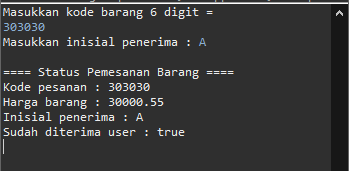 Masukkan kode barang 6 digit =
303030
Masukkan inisial penerima : A

==== Status Pemesanan Barang ====
Kode pesanan : 303030
Harga barang : 30000.55
Inisial penerima : A
Sudah diterima user : true